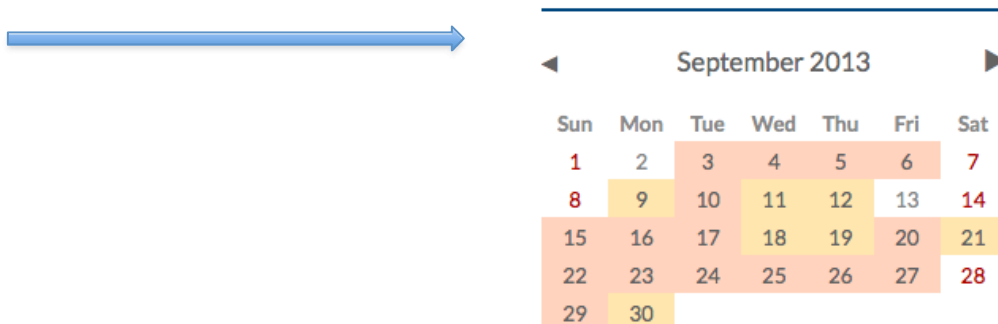 September 2013
Sun Mon Tue Wed Thu Fri Sat
1 2 3 4 5 6 7
8 9 10 11 12 13 14
15 16 17 18 19 20 21
22 23 24 25 26 27 28
29 30